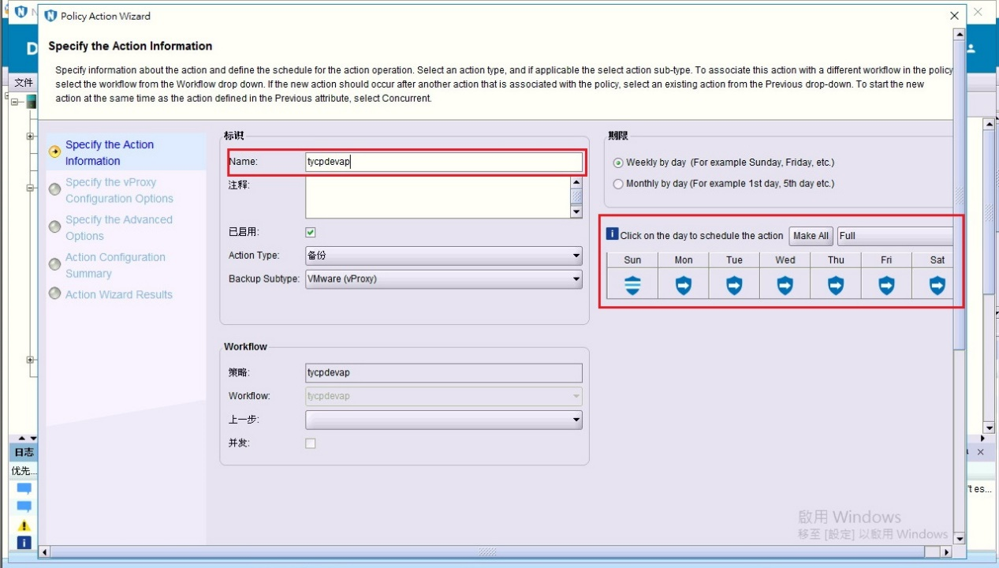 Policy Action Wizard
Specify the Action Information
Specify information about the action and define the schedule for the action operation. Select an action type, and if applicable the select action sub-type. To associate this action with a different workflow in the policy
select the workflow from the Workflow drop down. If the new action should occur after another action that is associated with the policy, select an existing action from the Previous drop-down. To start the new
action at the same time as the action defined in the Previous attribute, select Concurrent.
文件
Specify the Action
Information
Specify the vProxy
Configuration Options
Specify the Advanced
Options
Action Configuration
Summary
Action Wizard Results
标识
Name: tycpdevap
注释:
已启用:
Action Type: 备份
Backup Subtype: VMware (vProxy)
Workflow
策略: tycpdevap
Workflow: tycpdevap
上一步:
并发:
期限
Weekly by day (For example Sunday, Friday, etc.)
Monthly by day (For example 1st day, 5th day etc.)
Click on the day to schedule the action Make All Full
Sun Mon Tue Wed Thu Fri Sat
日志
优先...
't es...
啟用 Windows
移至 [設定] 以啟用 Windows